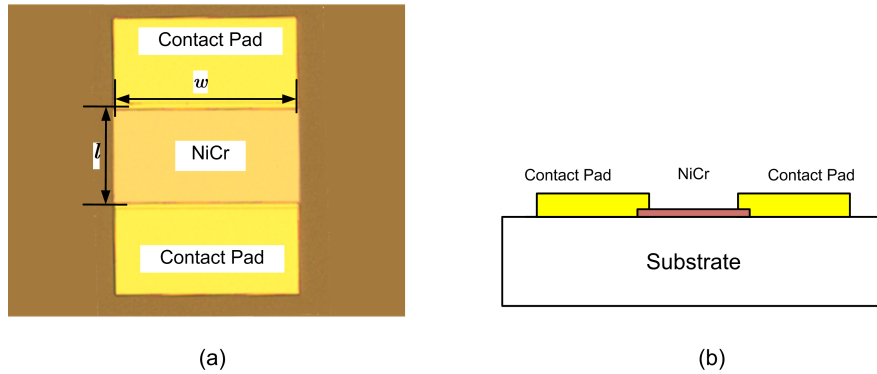 Contact Pad
w
l
NiCr
Contact Pad
(a)
Contact Pad NiCr Contact Pad
Substrate
(b)